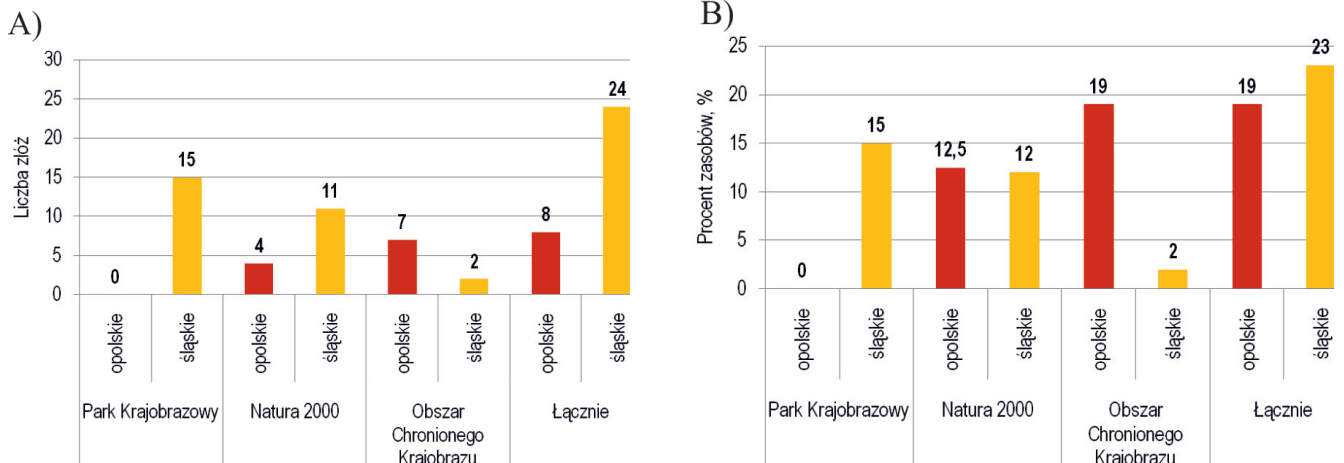 A)
Liczba złóż
30
25
20
15
10
5
0
0
15
4
11
7
2
8
24
opolskie
śląskie
opolskie
śląskie
opolskie
śląskie
opolskie
śląskie
Park Krajobrazowy
Natura 2000
Obszar
Chronionego
Krajobrazu
Łącznie
B)
Procent zasobów, %
25
20
15
10
5
0
0
15
12,5
12
19
2
19
23
opolskie
śląskie
opolskie
śląskie
opolskie
śląskie
opolskie
śląskie
Park Krajobrazowy
Natura 2000
Obszar
Chronionego
Krajobrazu
Łącznie